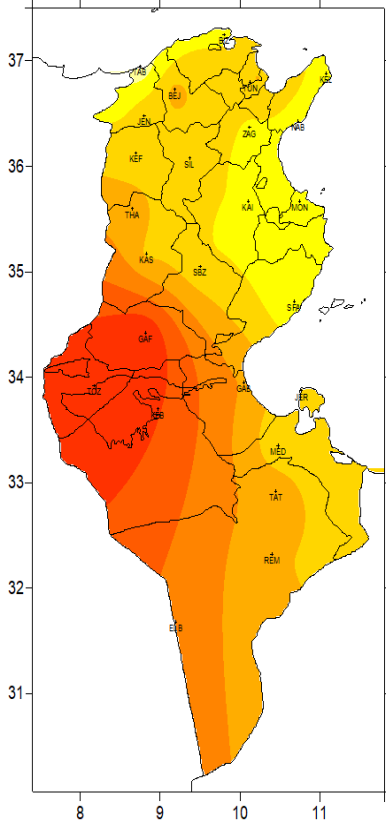 BIZ
37
TAB
KEL
BEJ
TUN
JEN
NAB
ZAG
36
KEF
SIL
THA
KAI
MON
KAS
35
SBZ
SFA
GAF
34
TOZ
GAB
JER
KEB
33
MED
TAT
32
REM
El B
31
8 9 10 11